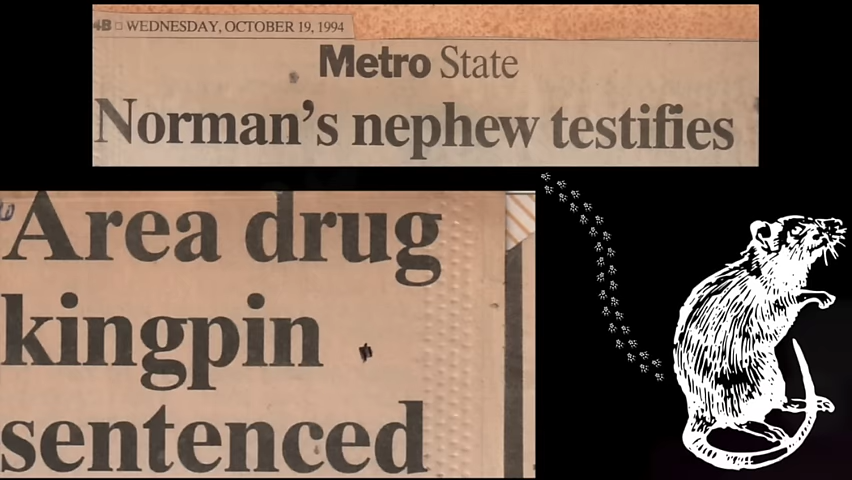 4B □ WEDNESDAY, OCTOBER 19, 1994
Metro State
Norman's nephew testifies
Area drug
kingpin
sentenced